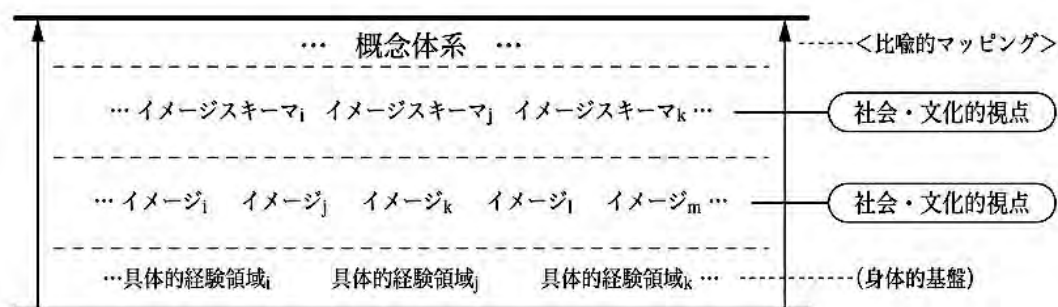 … 概念体系 … <比喩的マッピング>
… イメージスキーマi イメージスキーマj イメージスキーマk … 社会・文化的視点
… イメージi イメージj イメージk イメージl イメージm … 社会・文化的視点
…具体的経験領域i 具体的経験領域j 具体的経験領域k … (身体的基盤)